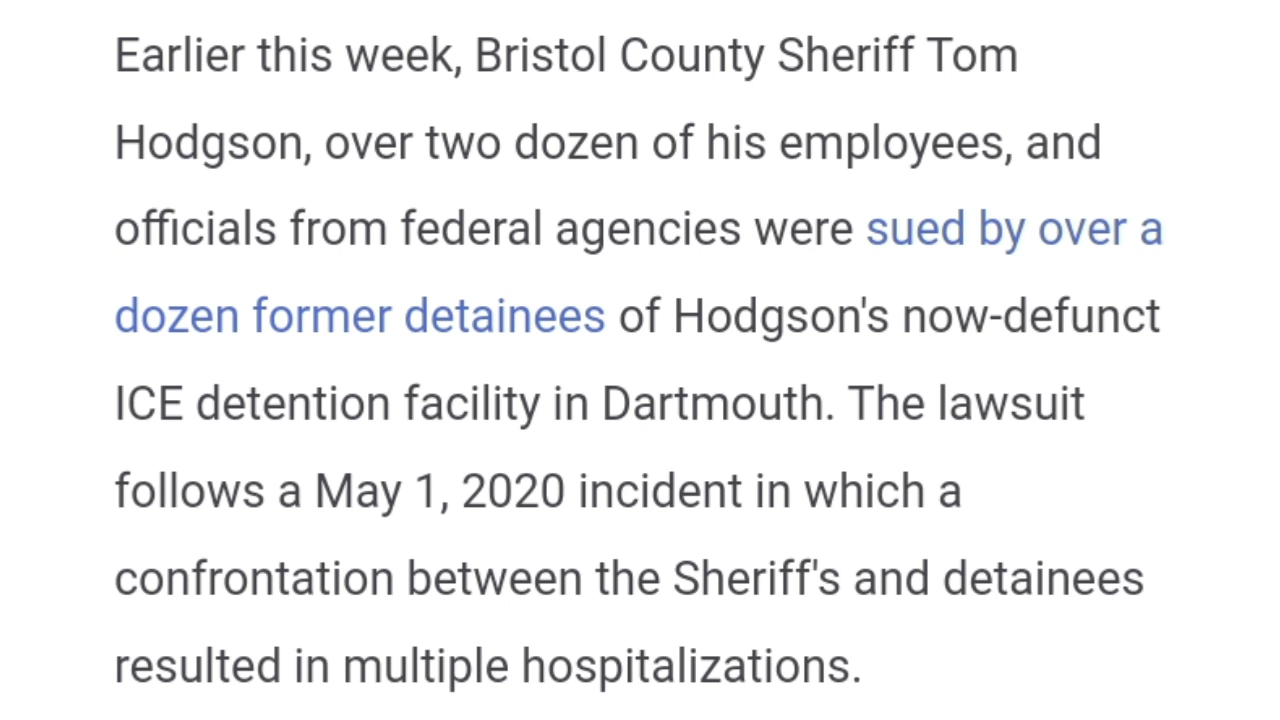 Earlier this week, Bristol County Sheriff Tom
Hodgson, over two dozen of his employees, and
officials from federal agencies were sued by over a
dozen former detainees of Hodgson's now-defunct
ICE detention facility in Dartmouth. The lawsuit
follows a May 1, 2020 incident in which a
confrontation between the Sheriff's and detainees
resulted in multiple hospitalizations.